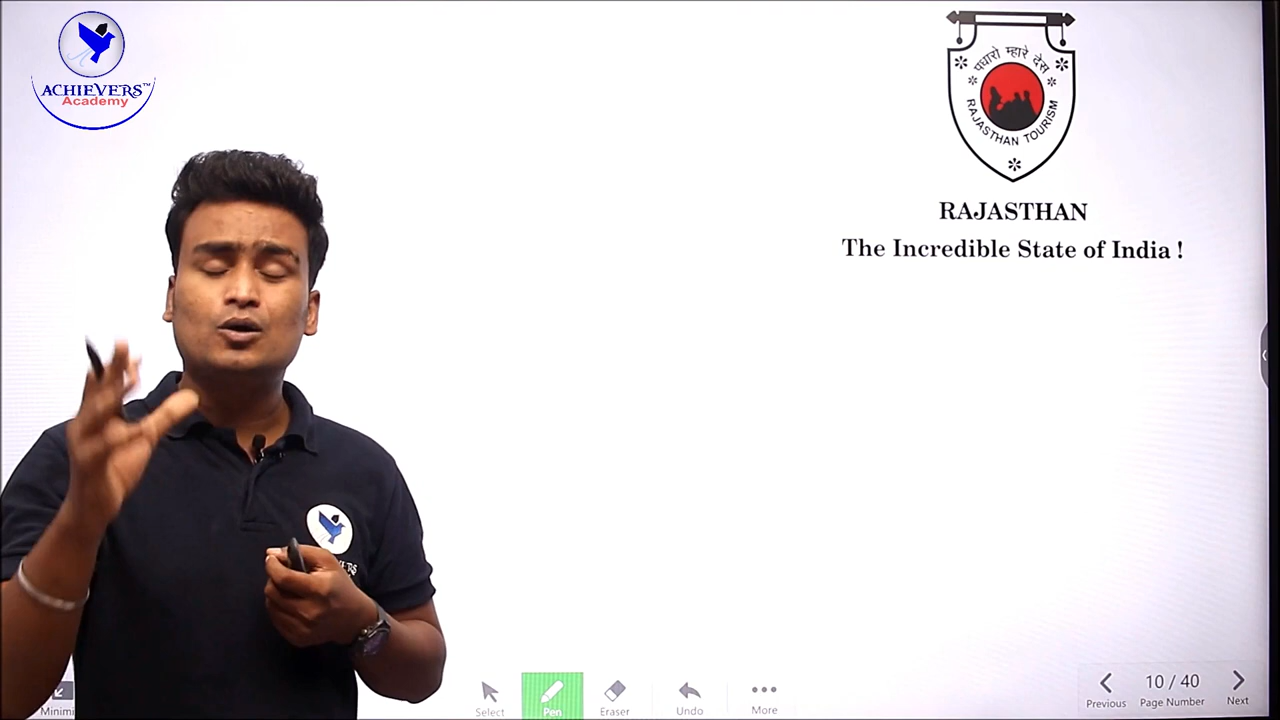 ACHIEVERS™
Academy
पधारो म्हारे देस
RAJASTHAN TOURISM
RAJASTHAN
The Incredible State of India !
Minimi
Select
Pen
Eraser
Undo
More
Previous
10 / 40
Page Number
Next